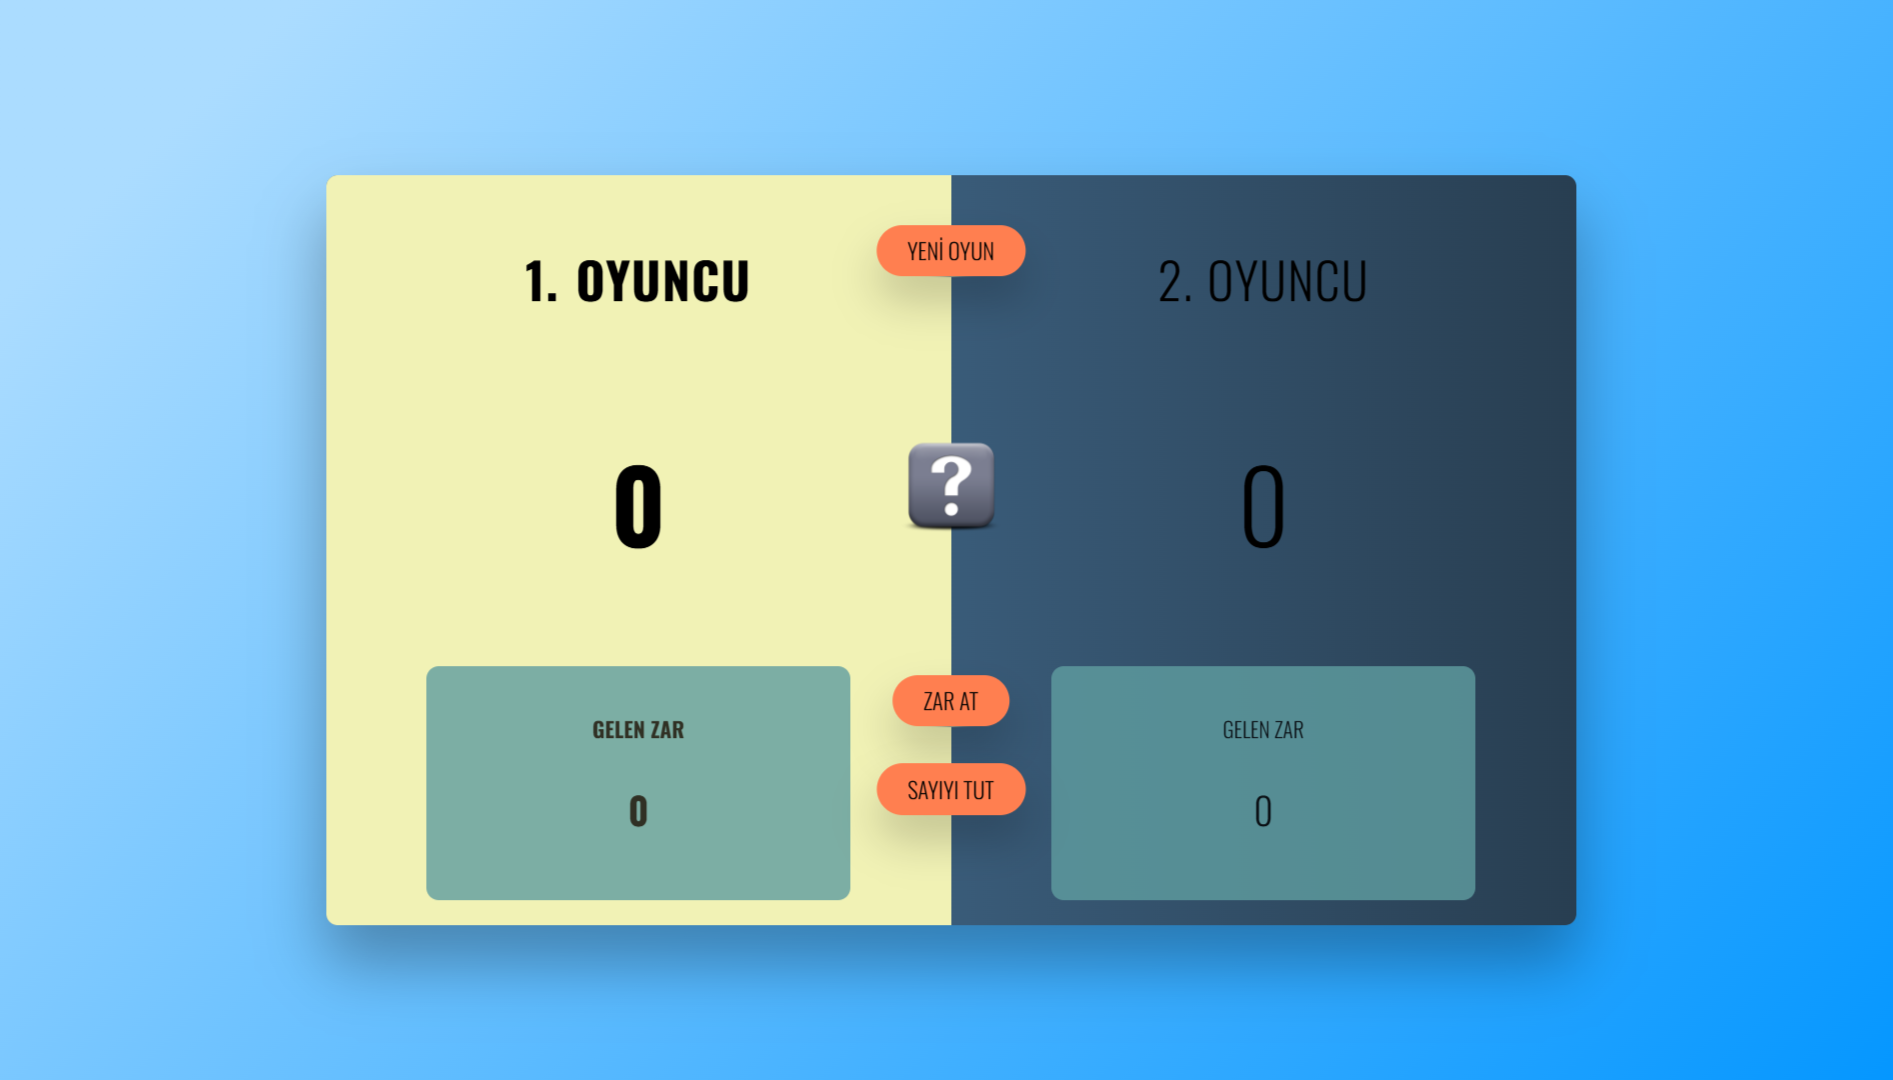 YENİ OYUN
1. OYUNCU
2. OYUNCU
0
?
0
ZAR AT
GELEN ZAR
GELEN ZAR
SAYIYI TUT
0
0